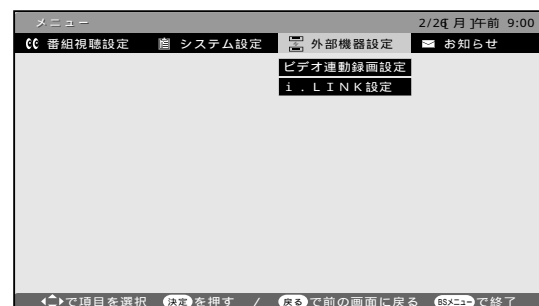 メニュー 2/26[月]午前 9:00
番組視聴設定 システム設定 外部機器設定 お知らせ
ビデオ連動録画設定
i．LINK設定
で項目を選択 決定を押す / 戻るで前の画面に戻る BSメニューで終了